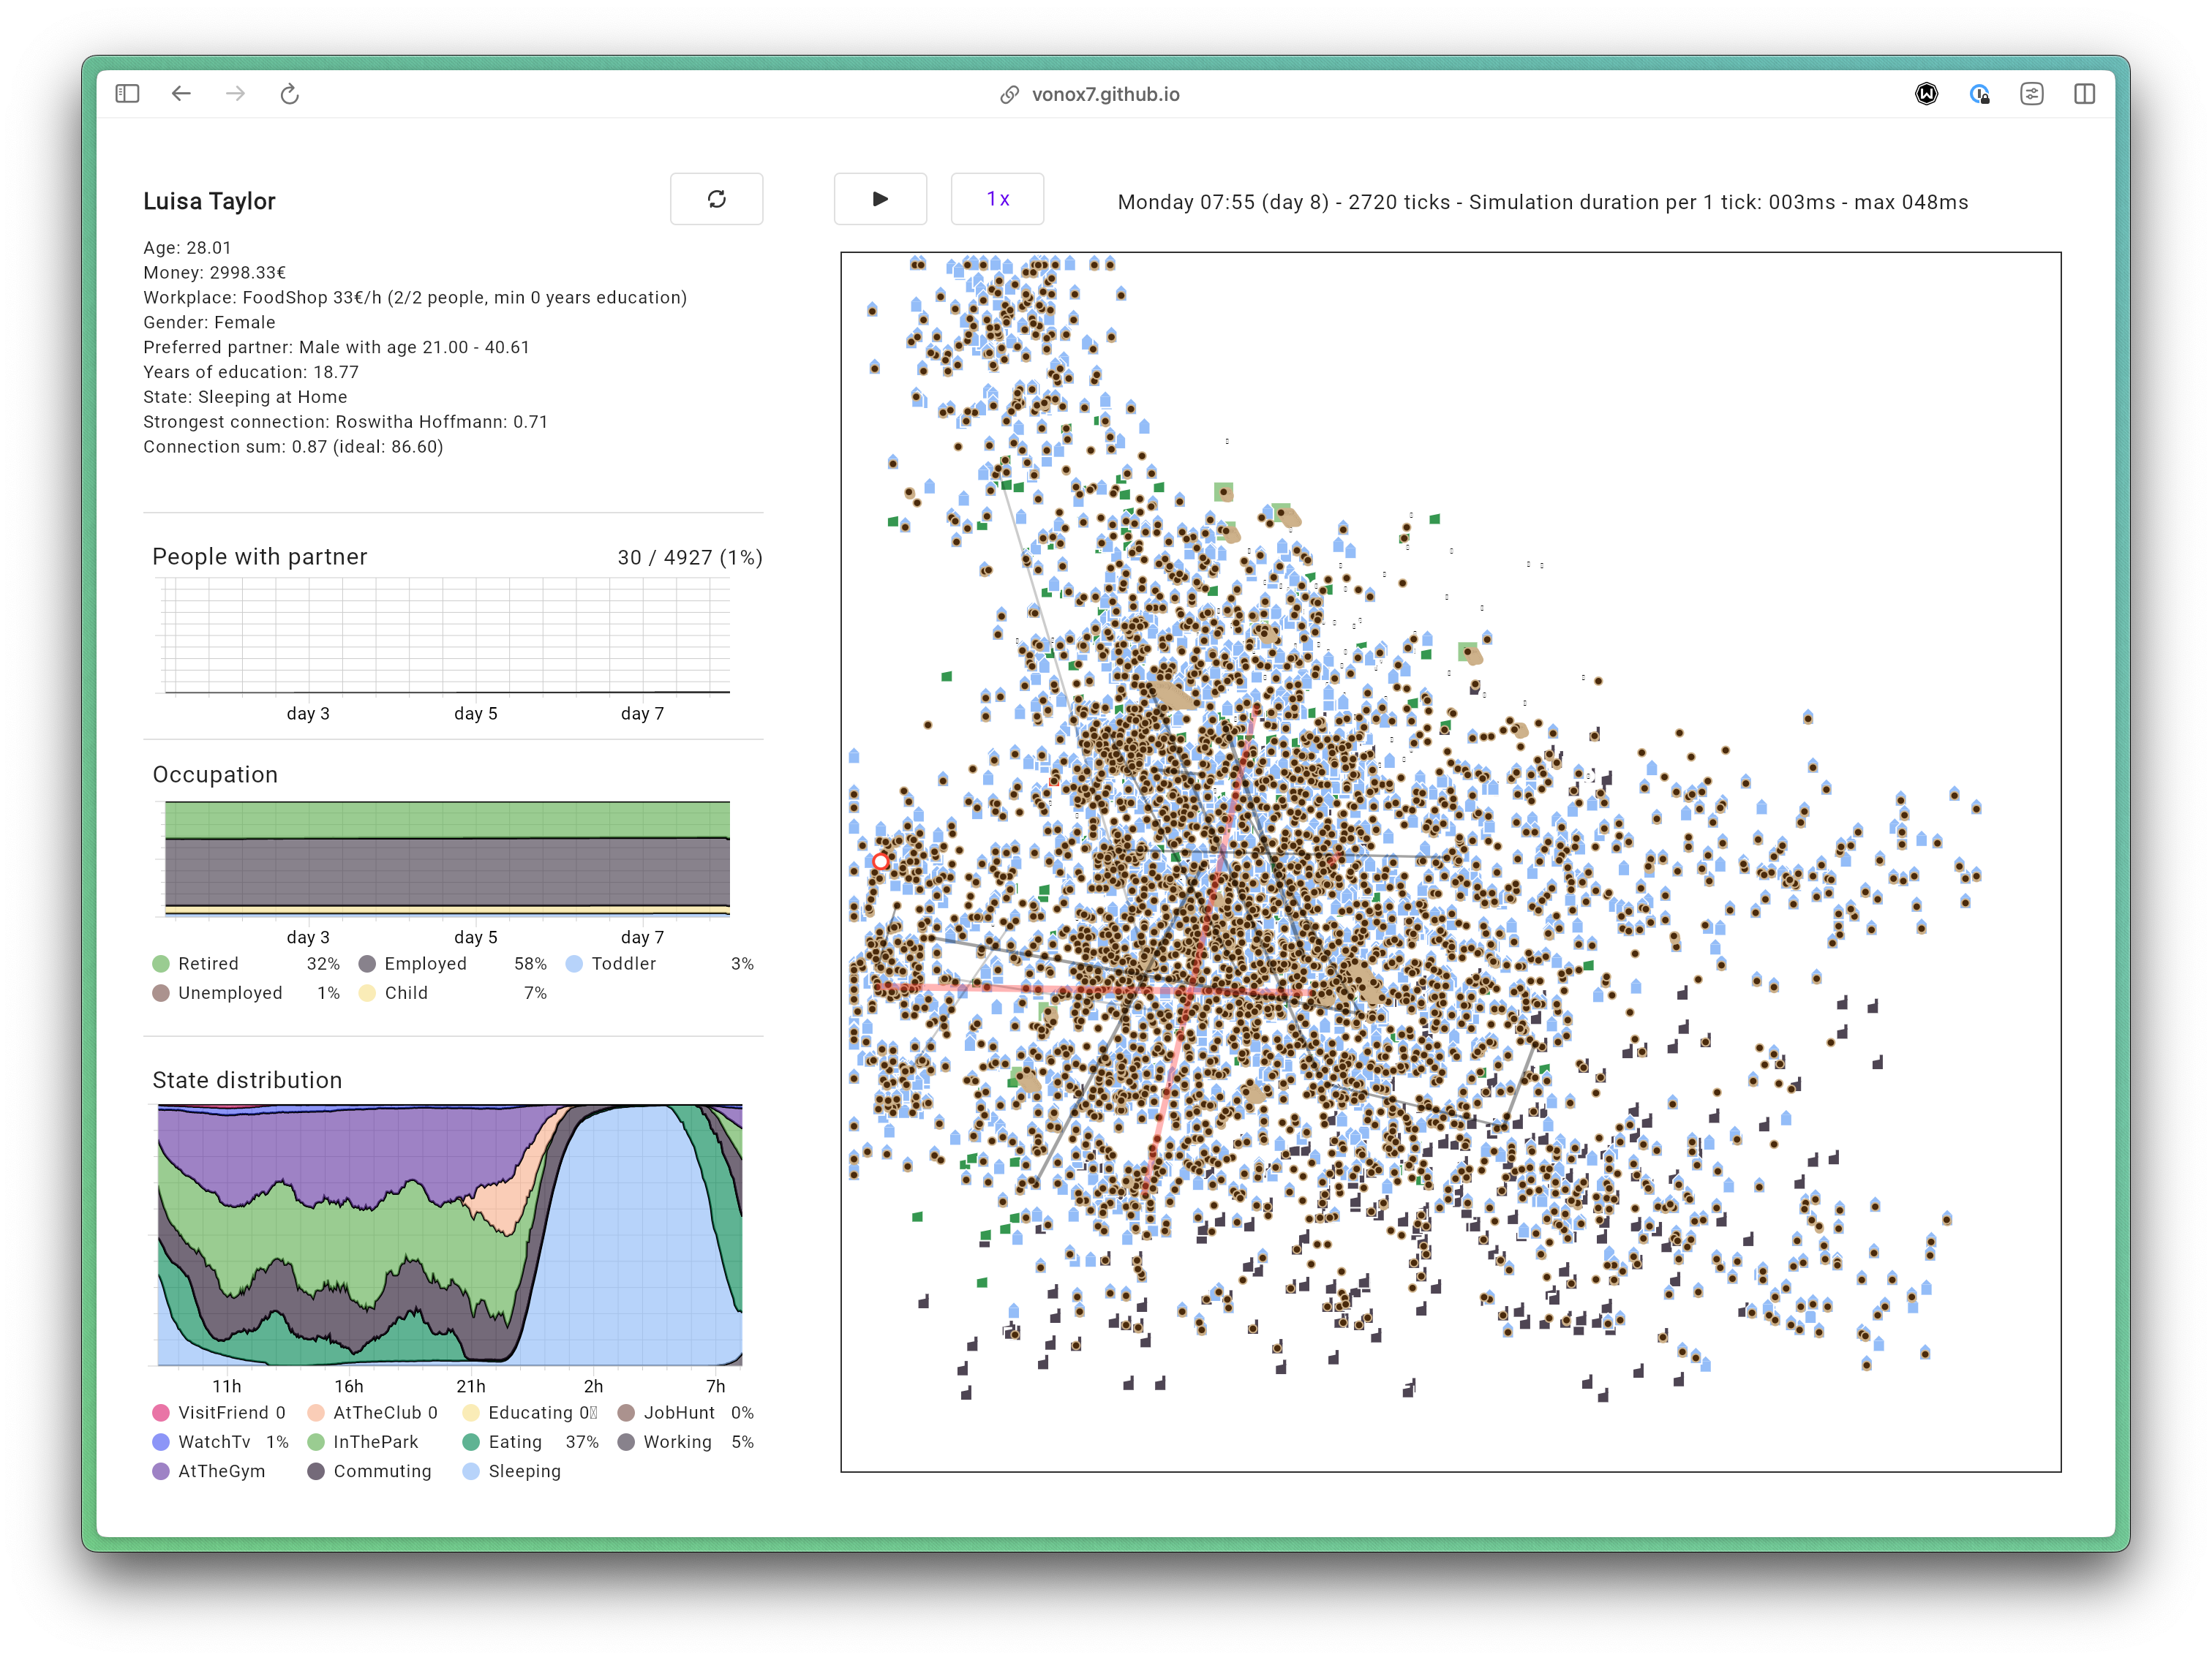 vonox7.github.io
Luisa Taylor
1x
Monday 07:55 (day 8) - 2720 ticks - Simulation duration per 1 tick: 003ms - max 048ms
Age: 28.01
Money: 2998.33€
Workplace: FoodShop 33€/h (2/2 people, min 0 years education)
Gender: Female
Preferred partner: Male with age 21.00 - 40.61
Years of education: 18.77
State: Sleeping at Home
Strongest connection: Roswitha Hoffmann: 0.71
Connection sum: 0.87 (ideal: 86.60)
People with partner 30 / 4927 (1%)
day 3 day 5 day 7
Occupation
day 3 day 5 day 7
Retired 32% Employed 58% Toddler 3%
Unemployed 1% Child 7%
State distribution
11h 16h 21h 2h 7h
VisitFriend 0 AtTheClub 0 Educating 0 JobHunt 0%
WatchTv 1% InThePark Eating 37% Working 5%
AtTheGym Commuting Sleeping